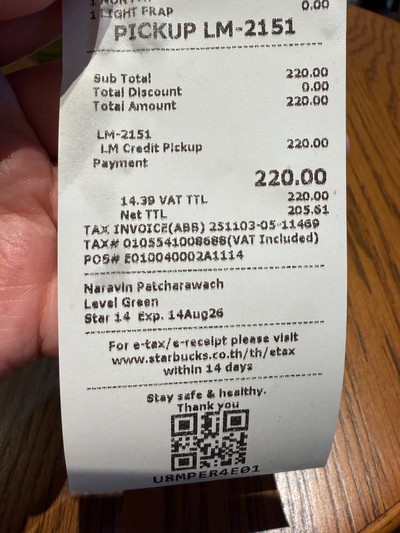 1 LIGHT FRAP 0.00
PICKUP LM-2151
Sub Total 220.00
Total Discount 0.00
Total Amount 220.00
LM-2151
LM Credit Pickup 220.00
Payment
220.00
14.39 VAT TTL 220.00
Net TTL 205.61
TAX INVOICE(ABB) 251103-05-11469
TAX# 0105541008688(VAT Included)
POS# E010040002A1114
Naravin Patcharawach
Level Green
Star 14 Exp. 14Aug26
For e-tax/e-receipt please visit
www.starbucks.co.th/th/etax
within 14 days
Stay safe & healthy.
Thank you
U8MPER4E01